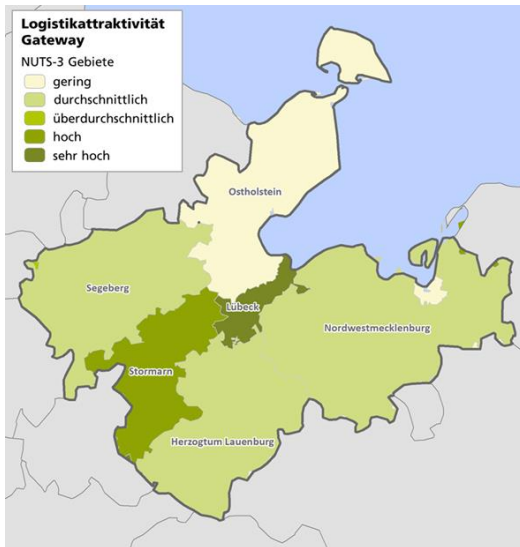 Logistikattraktivität
Gateway
NUTS-3 Gebiete
gering
durchschnittlich
überdurchschnittlich
hoch
sehr hoch
Ostholstein
Segeberg
Lübeck
Nordwestmecklenburg
Stormarn
Herzogtum Lauenburg